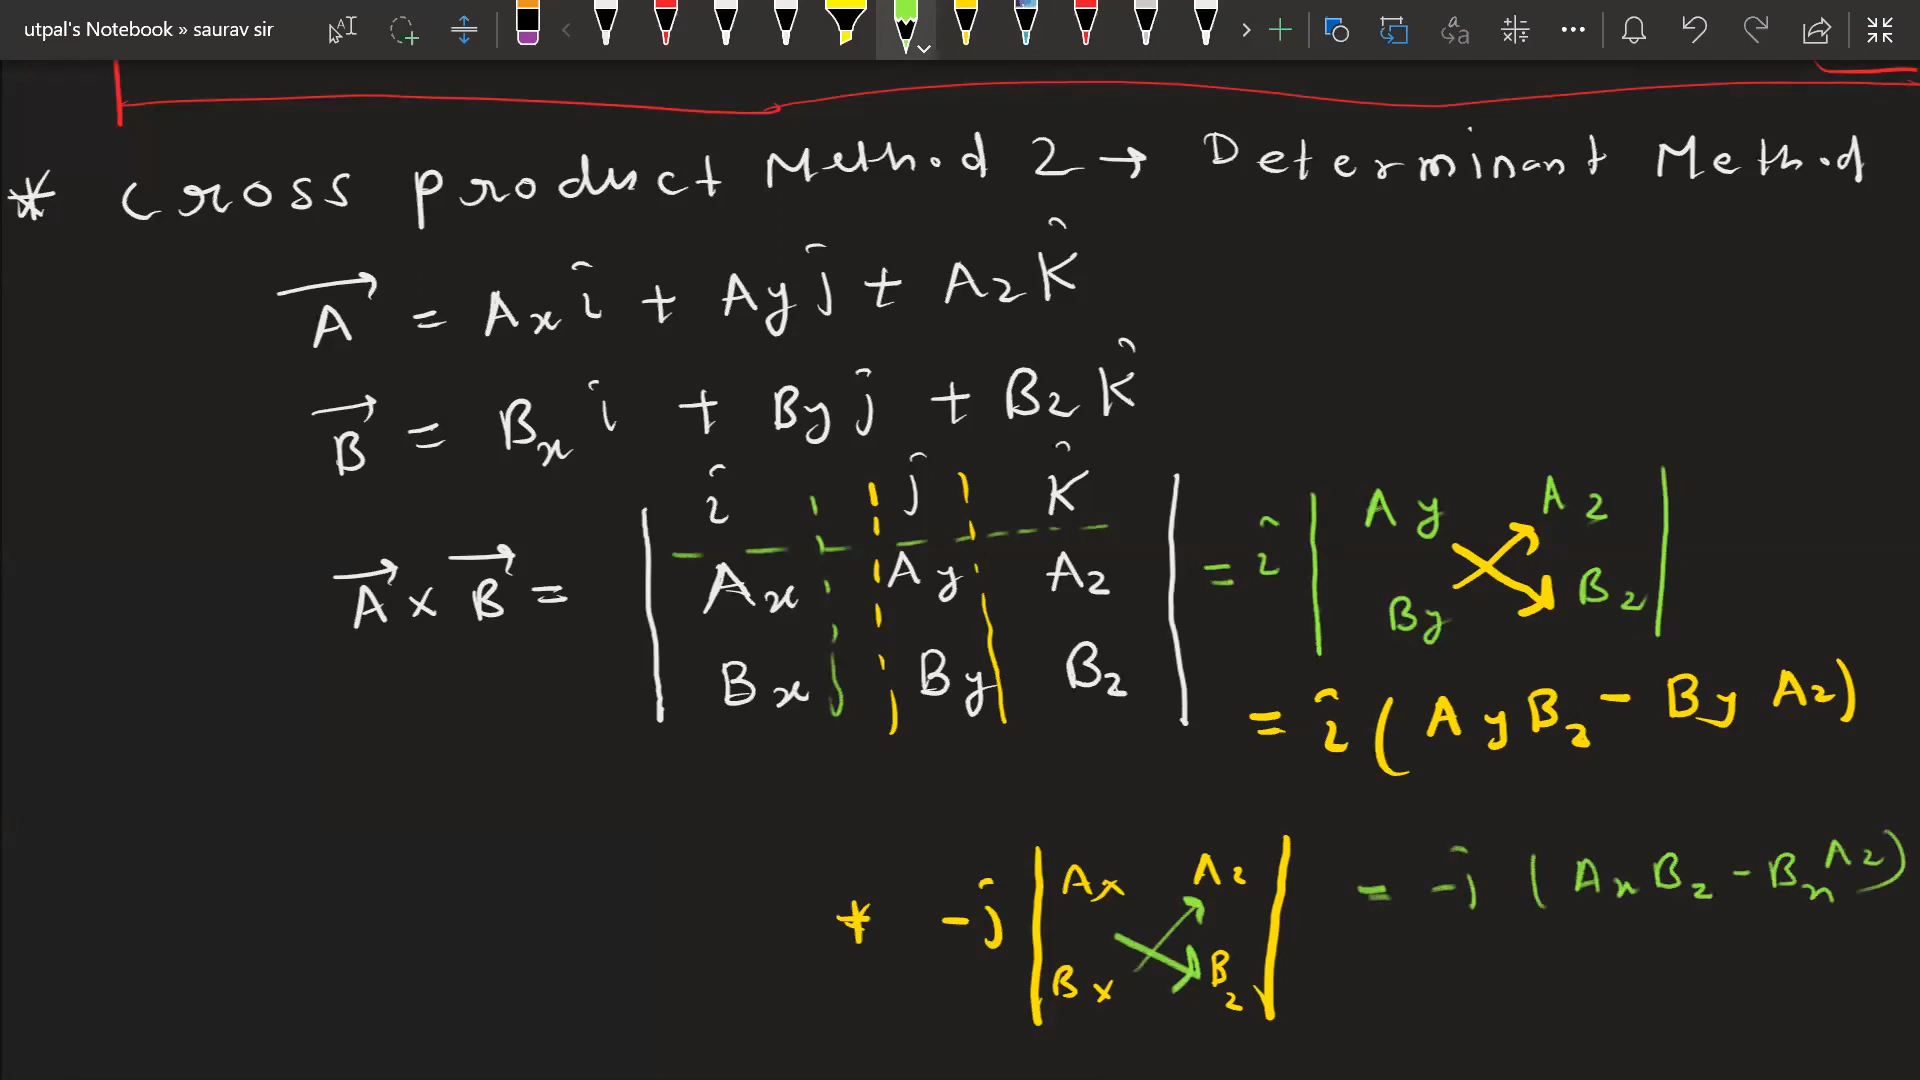 utpal's Notebook » saurav sir
* Cross product Method 2 → Determinant Method
A⃗ = Ax î + Ay ĵ + Az K̂
B⃗ = Bx î + By ĵ + Bz K̂
î ĵ K̂
A⃗ × B⃗ = | Ax Ay Az | = î | Ay Az |
Bx By Bz By Bz
= î ( Ay Bz - By Az )
* -ĵ | Ax Az | = -ĵ ( Ax Bz - Bx Az )
Bx Bz